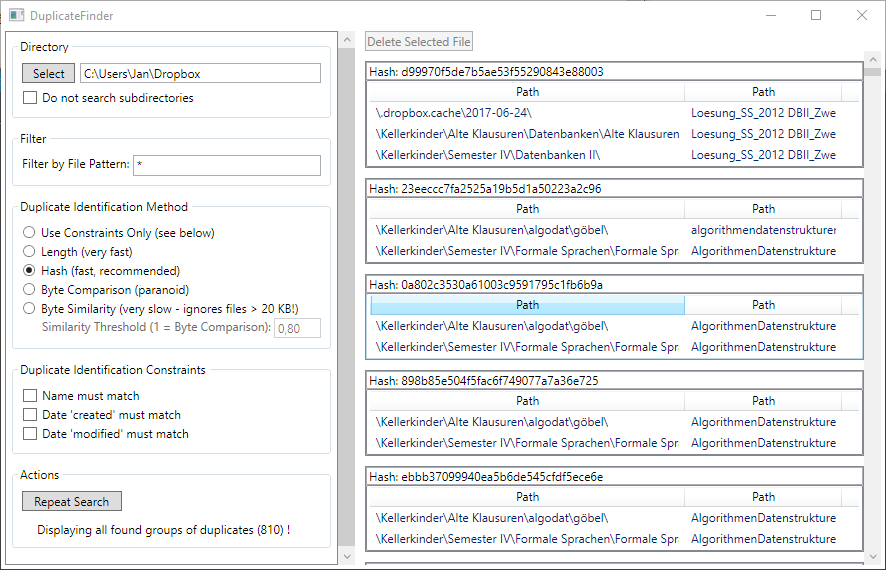 DuplicateFinder
Directory
Select C:\Users\Jan\Dropbox
Do not search subdirectories
Filter
Filter by File Pattern: *
Duplicate Identification Method
Use Constraints Only (see below)
Length (very fast)
Hash (fast, recommended)
Byte Comparison (paranoid)
Byte Similarity (very slow - ignores files > 20 KB!)
Similarity Threshold (1 = Byte Comparison): 0,80
Duplicate Identification Constraints
Name must match
Date 'created' must match
Date 'modified' must match
Actions
Repeat Search
Displaying all found groups of duplicates (810) !
Delete Selected File
Hash: d99970f5de7b5ae53f55290843e88003
Path Path
\.dropbox.cache\2017-06-24\ Loesung_SS_2012 DBII_Zwe
\Kellerkinder\Alte Klausuren\Datenbanken\Alte Klausuren Loesung_SS_2012 DBII_Zwe
\Kellerkinder\Semester IV\Datenbanken II\ Loesung_SS_2012 DBII_Zwe
Hash: 23eeccc7fa2525a19b5d1a50223a2c96
Path Path
\Kellerkinder\Alte Klausuren\algodat\göbel\ algorithmendatenstrukturen
\Kellerkinder\Semester IV\Formale Sprachen\Formale Spr AlgorithmenDatenstrukture
Hash: 0a802c3530a61003c9591795c1fb6b9a
Path Path
\Kellerkinder\Alte Klausuren\algodat\göbel\ AlgorithmenDatenstrukture
\Kellerkinder\Semester IV\Formale Sprachen\Formale Spr AlgorithmenDatenstrukture
Hash: 898b85e504f5fac6f749077a7a36e725
Path Path
\Kellerkinder\Alte Klausuren\algodat\göbel\ AlgorithmenDatenstrukture
\Kellerkinder\Semester IV\Formale Sprachen\Formale Spr AlgorithmenDatenstrukture
Hash: ebbb37099940ea5b6de545cfdf5ece6e
Path Path
\Kellerkinder\Alte Klausuren\algodat\göbel\ AlgorithmenDatenstrukture
\Kellerkinder\Semester IV\Formale Sprachen\Formale Spr AlgorithmenDatenstrukture